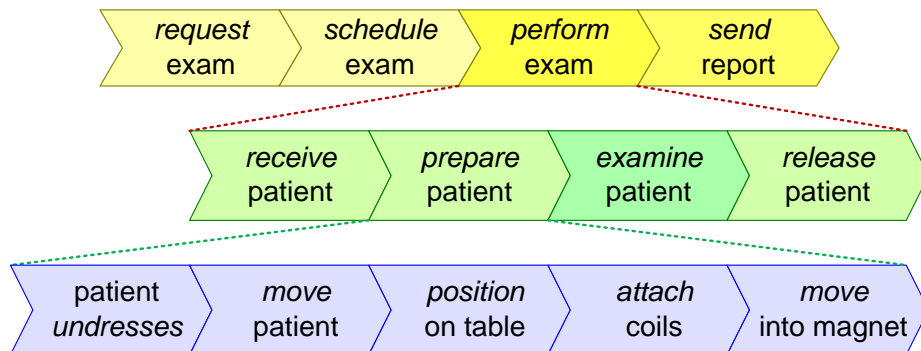 request
exam
schedule
exam
perform
exam
send
report
receive
patient
prepare
patient
examine
patient
release
patient
patient
undresses
move
patient
position
on table
attach
coils
move
into magnet